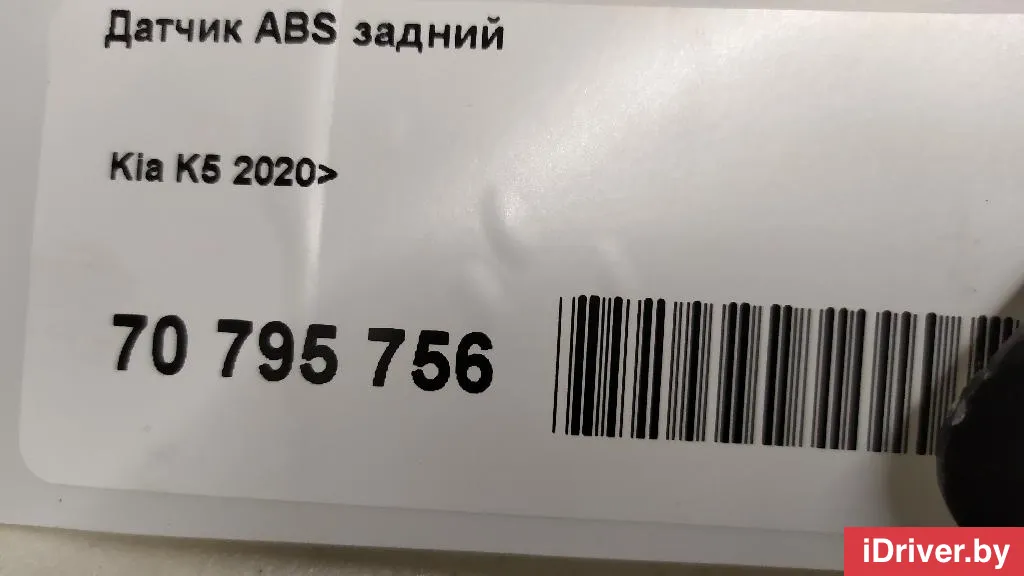 Датчик ABS задний
Kia K5 2020>
70 795 756
iDriver.by